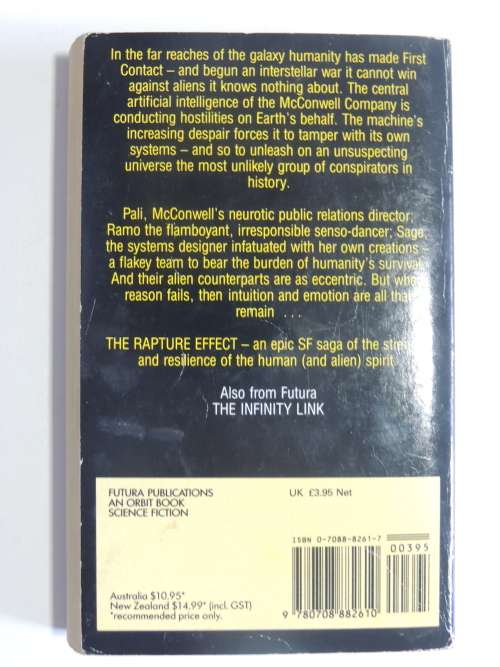 In the far reaches of the galaxy humanity has made First
Contact – and begun an interstellar war it cannot win
against aliens it knows nothing about. The central
artificial intelligence of the McConwell Company is
conducting hostilities on Earth's behalf. The machine's
increasing despair forces it to tamper with its own
systems – and so to unleash on an unsuspecting
universe the most unlikely group of conspirators in
history.
Pali, McConwell's neurotic public relations director;
Ramo the flamboyant, irresponsible senso-dancer; Sage,
the systems designer infatuated with her own creations –
a flakey team to bear the burden of humanity's survival.
And their alien counterparts are as eccentric. But
reason fails, then intuition and emotion are all
remain ...
THE RAPTURE EFFECT – an epic SF saga of the
and resilience of the human (and alien) spirit
Also from Futura
THE INFINITY LINK
FUTURA PUBLICATIONS
AN ORBIT BOOK
SCIENCE FICTION
UK £3.95 Net
ISBN 0-7088-8261-7
00395
Australia $10.95*
New Zealand $14.99* (incl. GST)
*recommended price only.
9 780708 882610